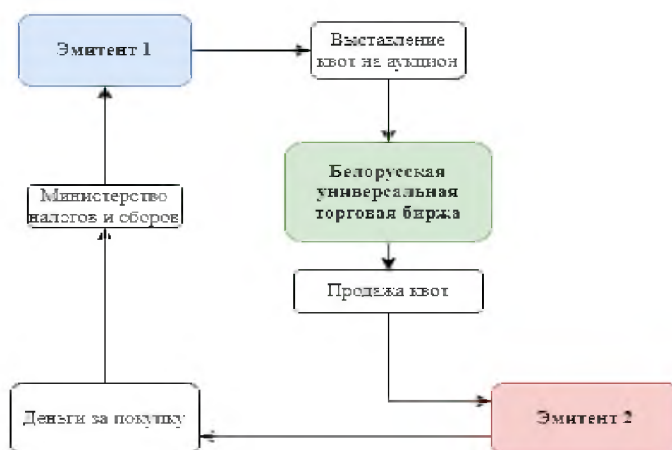 Эмитент 1
Выставление
квот на аукцион
Белорусская
универсальная
торговая биржа
Министерство
налогов и сборов
Продажа квот
Деньги за покупку
Эмитент 2